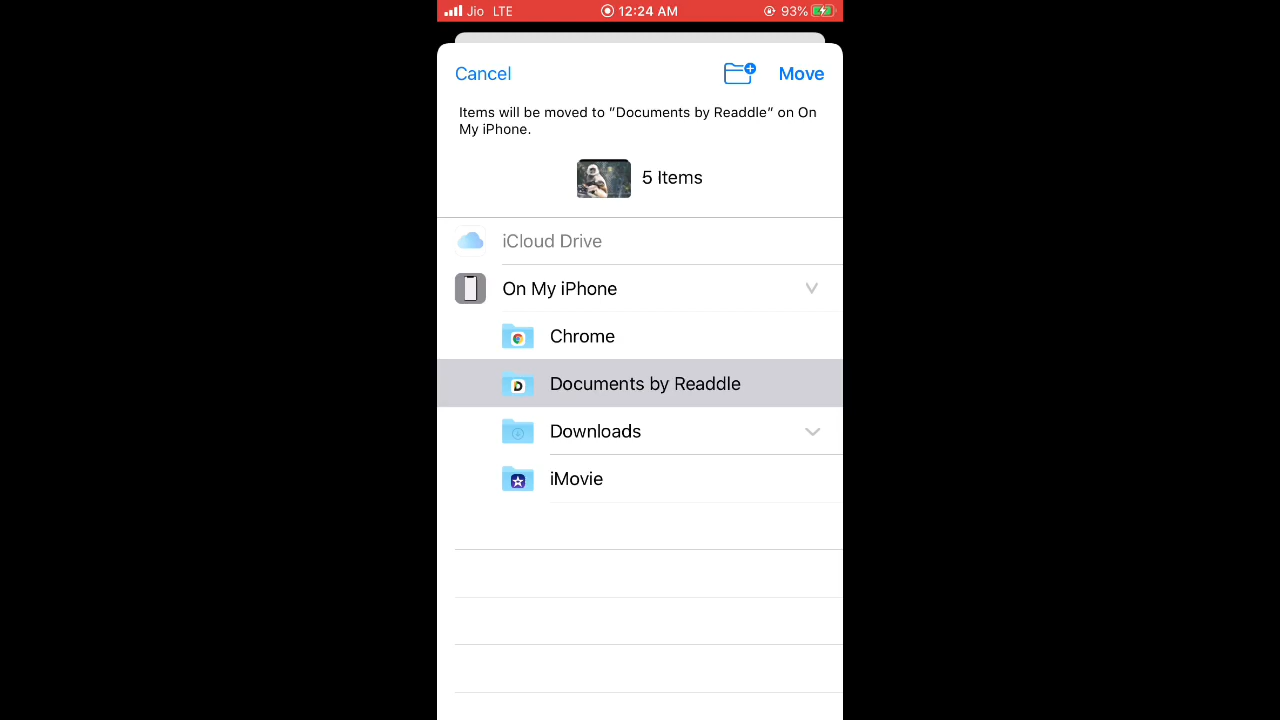 Jio LTE 12:24 AM 93%
Cancel Move
Items will be moved to “Documents by Readdle” on On
My iPhone.
5 Items
iCloud Drive
On My iPhone
Chrome
D Documents by Readdle
Downloads
iMovie